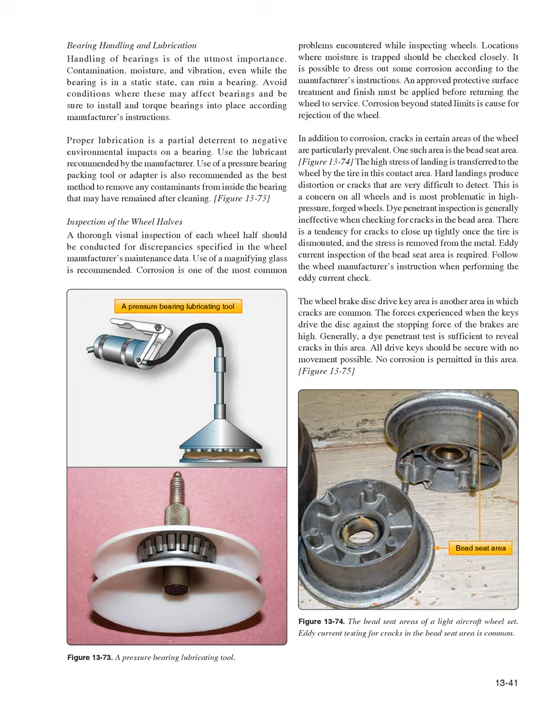 Bearing Handling and Lubrication
Handling of bearings is of the utmost importance.
Contamination, moisture, and vibration, even while the
bearing is in a static state, can ruin a bearing. Avoid
conditions where these may affect bearings and be
sure to install and torque bearings into place according
manufacturer's instructions.
Proper lubrication is a partial deterrent to negative
environmental impacts on a bearing. Use the lubricant
recommended by the manufacturer. Use of a pressure bearing
packing tool or adapter is also recommended as the best
method to remove any contaminants from inside the bearing
that may have remained after cleaning. [Figure 13-73]
Inspection of the Wheel Halves
A thorough visual inspection of each wheel half should
be conducted for discrepancies specified in the wheel
manufacturer's maintenance data. Use of a magnifying glass
is recommended. Corrosion is one of the most common
A pressure bearing lubricating tool
Figure 13-73. A pressure bearing lubricating tool.
problems encountered while inspecting wheels. Locations
where moisture is trapped should be checked closely. It
is possible to dress out some corrosion according to the
manufacturer's instructions. An approved protective surface
treatment and finish must be applied before returning the
wheel to service. Corrosion beyond stated limits is cause for
rejection of the wheel.
In addition to corrosion, cracks in certain areas of the wheel
are particularly prevalent. One such area is the bead seat area.
[Figure 13-74] The high stress of landing is transferred to the
wheel by the tire in this contact area. Hard landings produce
distortion or cracks that are very difficult to detect. This is
a concern on all wheels and is most problematic in high-
pressure, forged wheels. Dye penetrant inspection is generally
ineffective when checking for cracks in the bead area. There
is a tendency for cracks to close up tightly once the tire is
dismounted, and the stress is removed from the metal. Eddy
current inspection of the bead seat area is required. Follow
the wheel manufacturer's instruction when performing the
eddy current check.
The wheel brake disc drive key area is another area in which
cracks are common. The forces experienced when the keys
drive the disc against the stopping force of the brakes are
high. Generally, a dye penetrant test is sufficient to reveal
cracks in this area. All drive keys should be secure with no
movement possible. No corrosion is permitted in this area.
[Figure 13-75]
Bead seat area
Figure 13-74. The bead seat areas of a light aircraft wheel set.
Eddy current testing for cracks in the bead seat area is common.
13-41